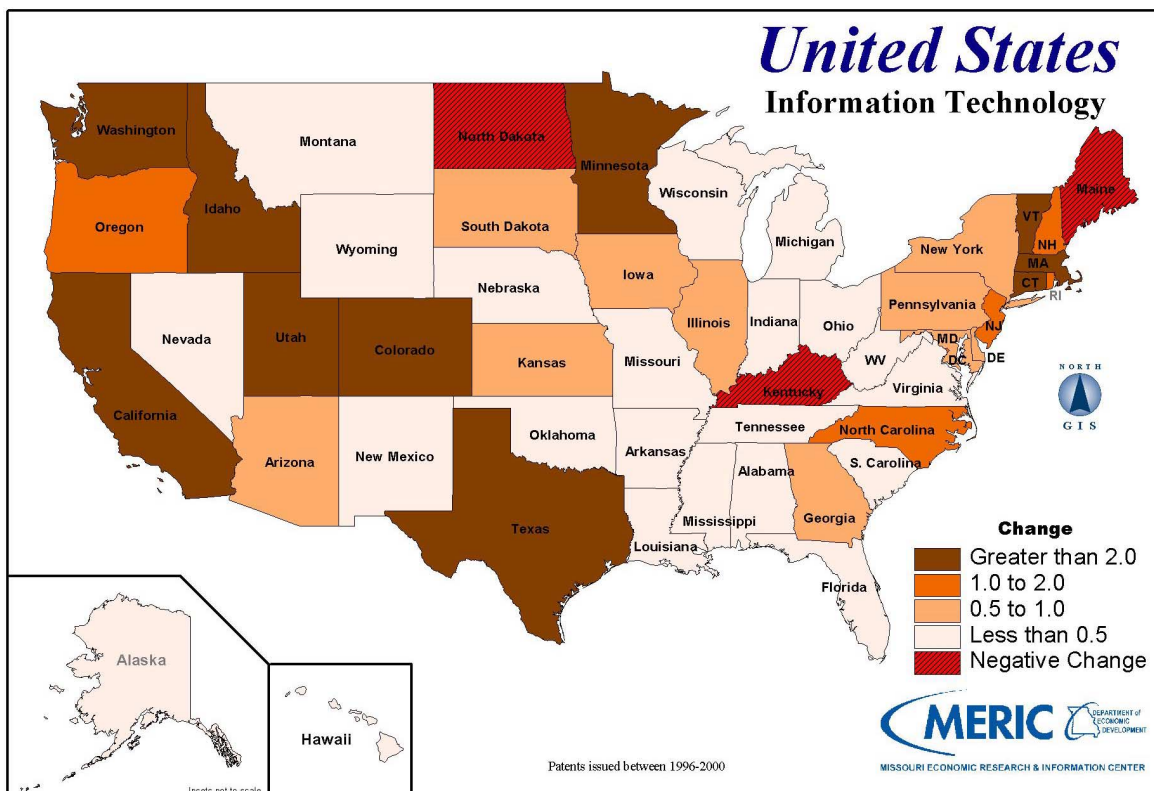 United States
Information Technology
Washington
Montana
North Dakota
Minnesota
Maine
Oregon
Idaho
Wyoming
South Dakota
Wisconsin
Michigan
New York
VT
NH
MA
CT
RI
Nevada
Utah
Colorado
Nebraska
Iowa
Illinois
Indiana
Ohio
Pennsylvania
NJ
MD
DC
DE
California
Kansas
Missouri
Kentucky
WV
Virginia
Arizona
New Mexico
Oklahoma
Arkansas
Tennessee
North Carolina
S. Carolina
Texas
Louisiana
Mississippi
Alabama
Georgia
Florida
Alaska
Hawaii
NORTH
GIS
Change
Greater than 2.0
1.0 to 2.0
0.5 to 1.0
Less than 0.5
Negative Change
Insets not to scale
Patents issued between 1996-2000
MERIC
DEPARTMENT of
ECONOMIC
DEVELOPMENT
MISSOURI ECONOMIC RESEARCH & INFORMATION CENTER